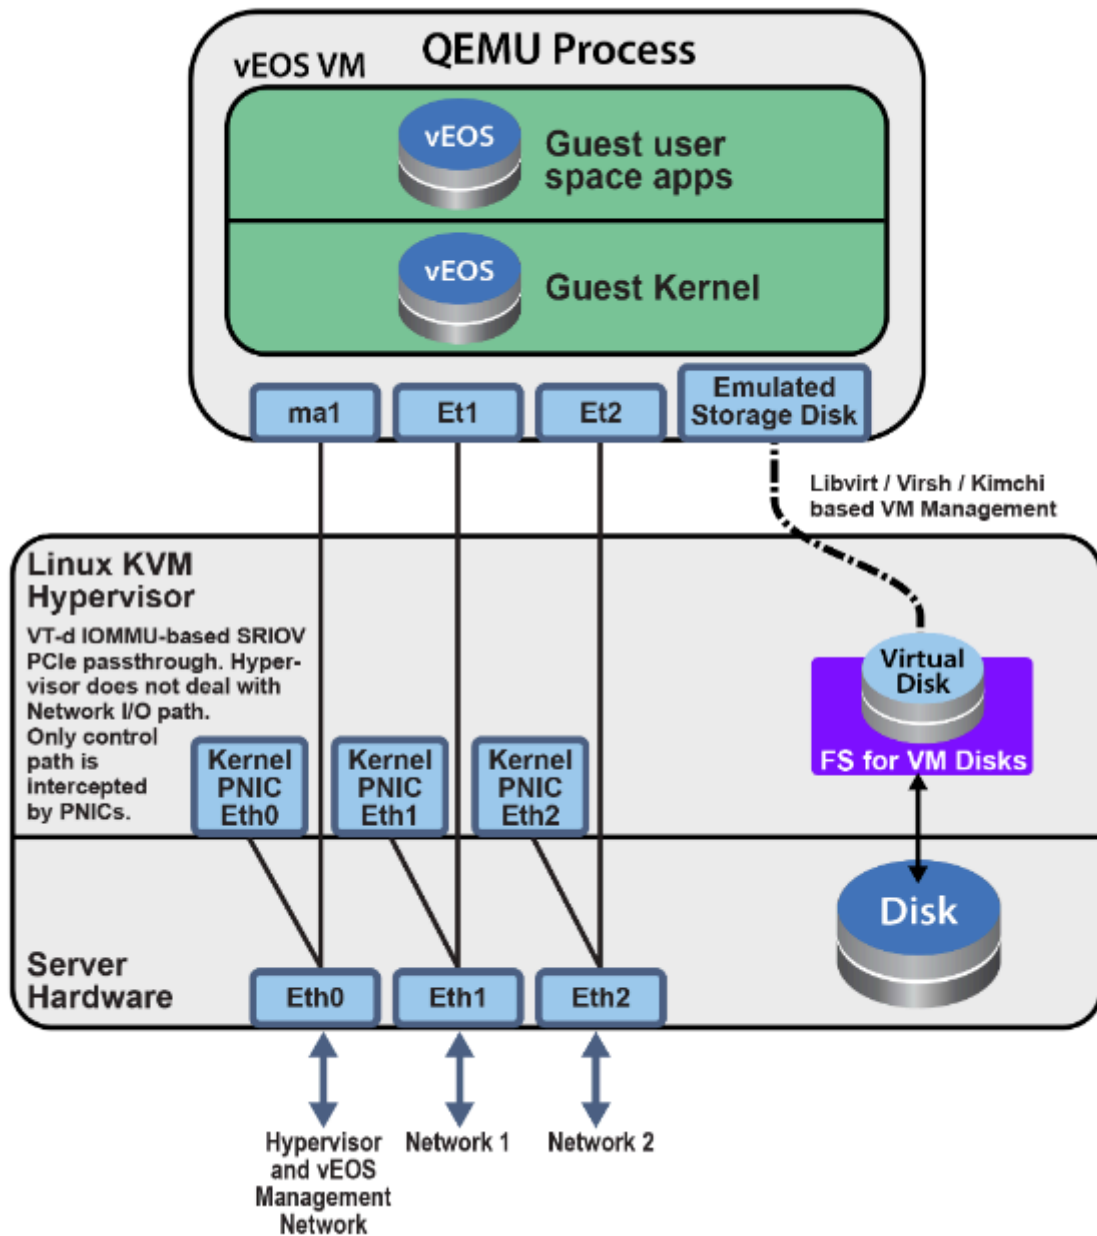 QEMU Process
vEOS VM
vEOS
Guest user
space apps
vEOS
Guest Kernel
ma1
Et1
Et2
Emulated
Storage Disk
Libvirt / Virsh / Kimchi
based VM Management
Linux KVM
Hypervisor
VT-d IOMMU-based SRIOV
PCIe passthrough. Hyper-
visor does not deal with
Network I/O path.
Only control
path is
intercepted
by PNICs.
Kernel
PNIC
Eth0
Kernel
PNIC
Eth1
Kernel
PNIC
Eth2
Virtual
Disk
FS for VM Disks
Disk
Server
Hardware
Eth0
Eth1
Eth2
Hypervisor
and vEOS
Management
Network
Network 1
Network 2